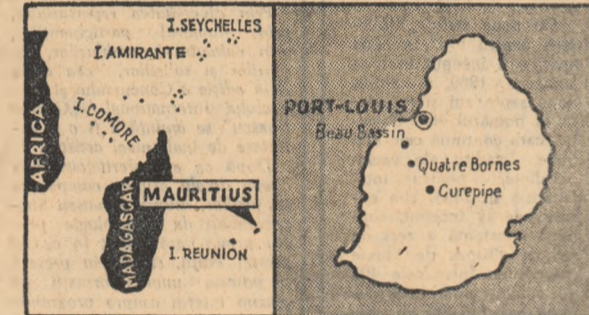 I. SEYCHELLES
I. AMIRANTE
I. COMORE
AFRICA
MAURITIUS
MADAGASCAR
I. REUNION
PORT-LOUIS
Beau Bassin
Quatre Bornes
Curepipe